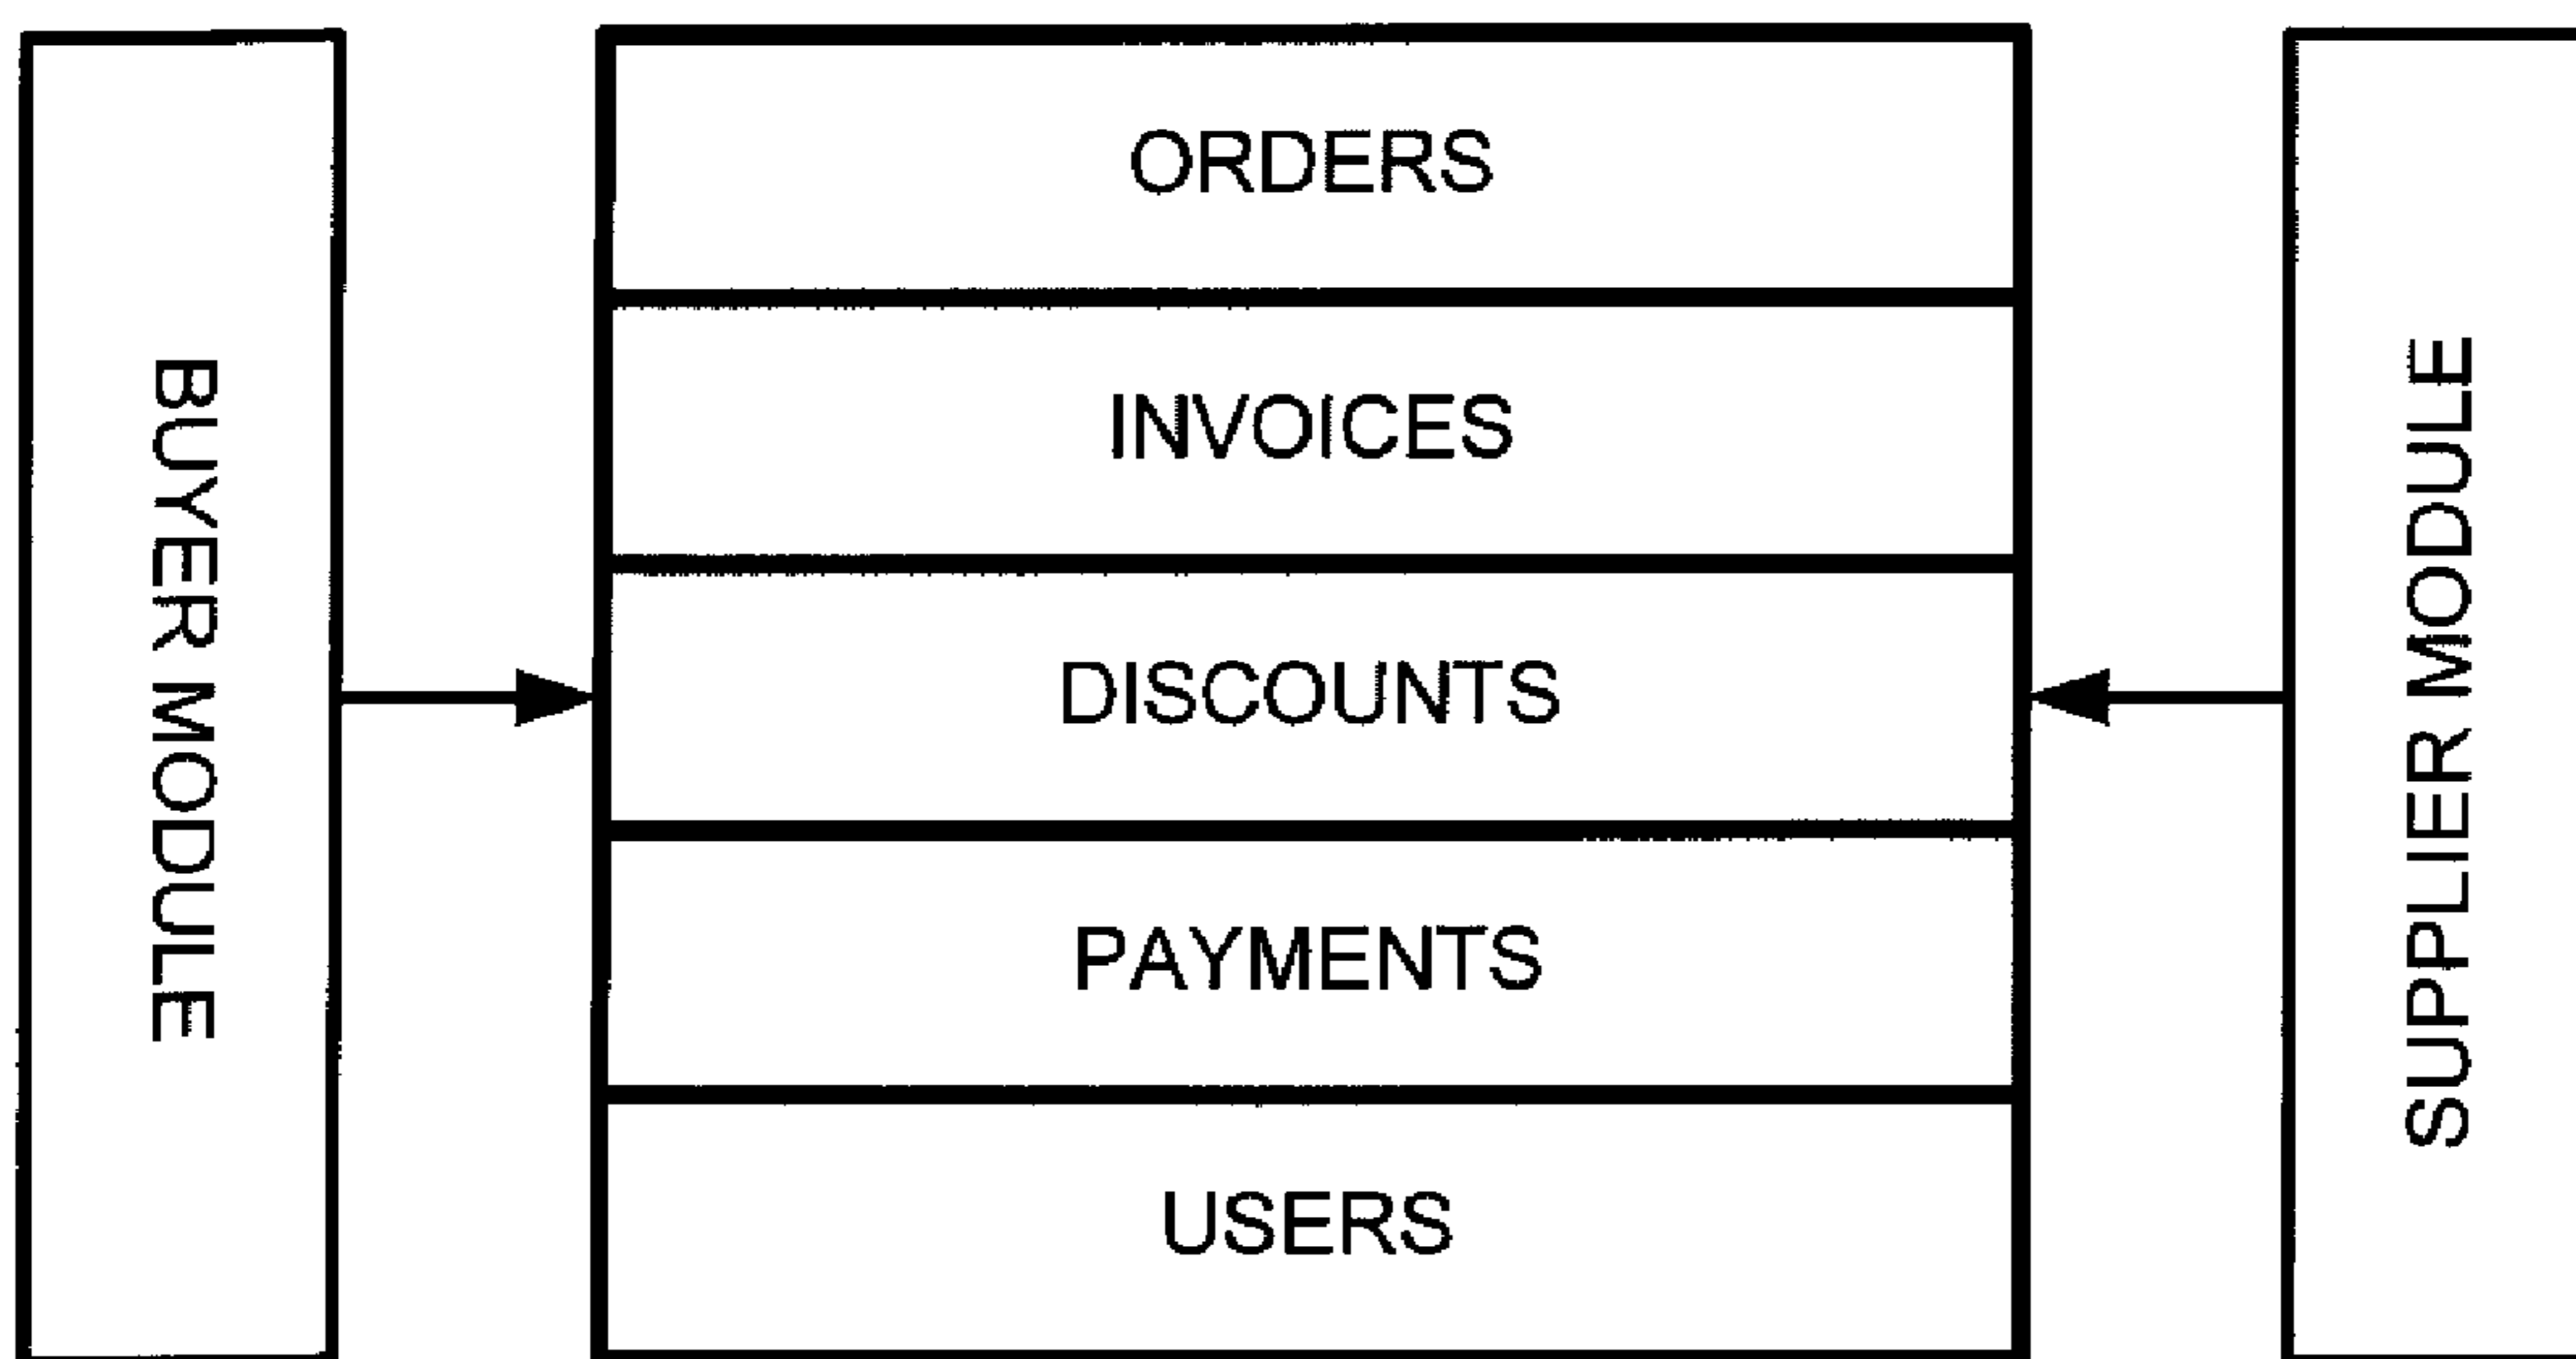 BUYER MODULE
ORDERS
INVOICES
DISCOUNTS
PAYMENTS
USERS
SUPPLIER MODULE